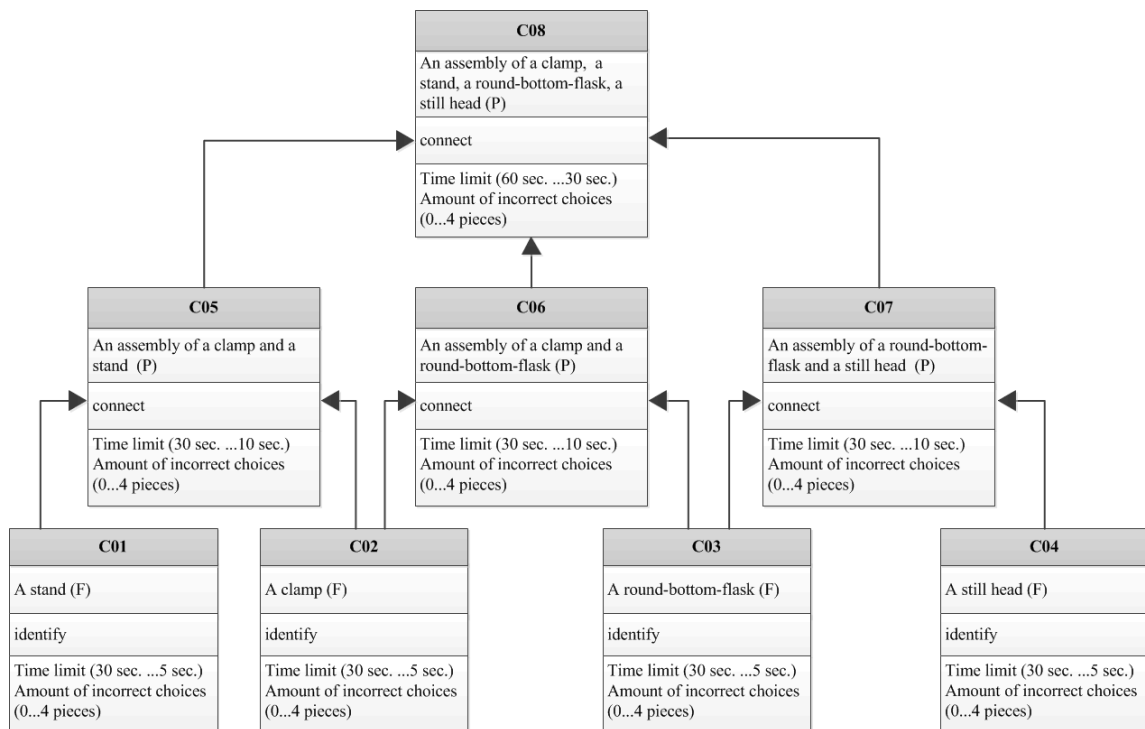 C08
An assembly of a clamp, a
stand, a round-bottom-flask, a
still head (P)
connect
Time limit (60 sec. ...30 sec.)
Amount of incorrect choices
(0...4 pieces)
C05
An assembly of a clamp and a
stand (P)
connect
Time limit (30 sec. ...10 sec.)
Amount of incorrect choices
(0...4 pieces)
C06
An assembly of a clamp and a
round-bottom-flask (P)
connect
Time limit (30 sec. ...10 sec.)
Amount of incorrect choices
(0...4 pieces)
C07
An assembly of a round-bottom-
flask and a still head (P)
connect
Time limit (30 sec. ...10 sec.)
Amount of incorrect choices
(0...4 pieces)
C01
A stand (F)
identify
Time limit (30 sec. ...5 sec.)
Amount of incorrect choices
(0...4 pieces)
C02
A clamp (F)
identify
Time limit (30 sec. ...5 sec.)
Amount of incorrect choices
(0...4 pieces)
C03
A round-bottom-flask (F)
identify
Time limit (30 sec. ...5 sec.)
Amount of incorrect choices
(0...4 pieces)
C04
A still head (F)
identify
Time limit (30 sec. ...5 sec.)
Amount of incorrect choices
(0...4 pieces)